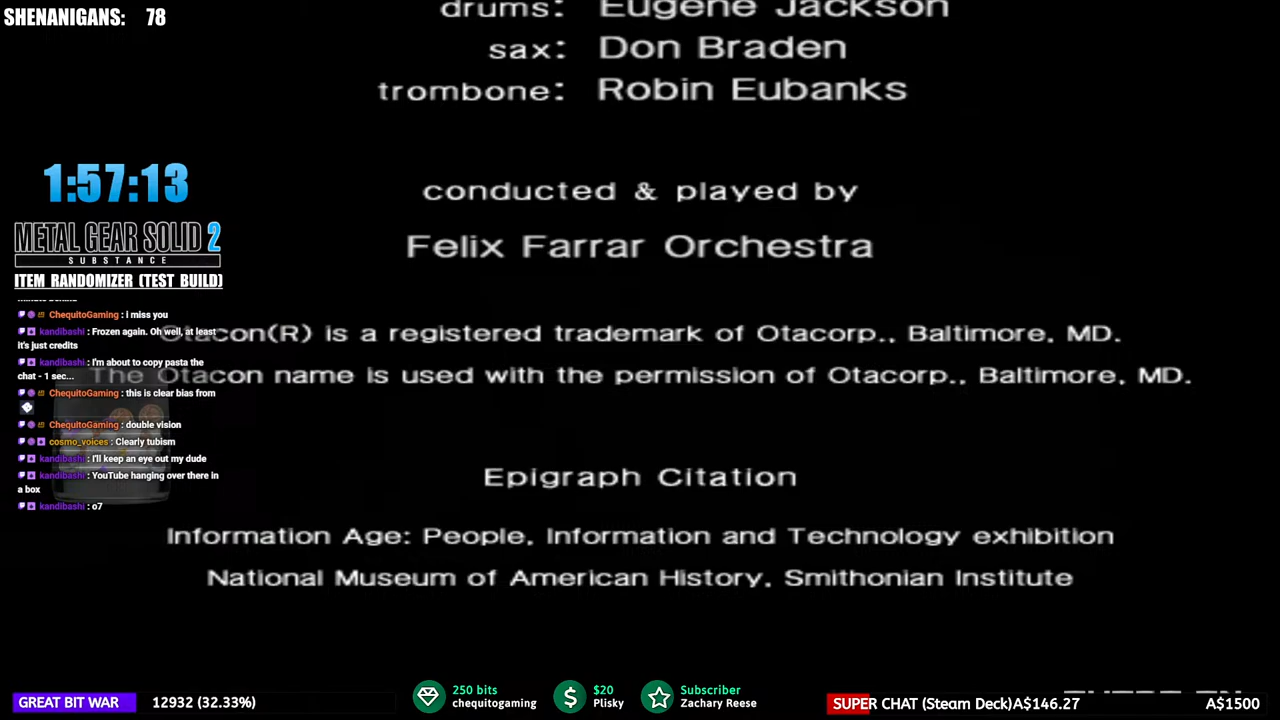 SHENANIGANS: 78
drums: Eugene Jackson
sax: Don Braden
trombone: Robin Eubanks
1:57:13
conducted & played by
Felix Farrar Orchestra
METAL GEAR SOLID 2
SUBSTANCE
ITEM RANDOMIZER (TEST BUILD)
ChequitoGaming : i miss you
kandibashi : Frozen again. Oh well, at least
it's just credits
Otacon(R) is a registered trademark of Otacorp., Baltimore, MD.
kandibashi : I'm about to copy pasta the
chat - 1 sec...
The Otacon name is used with the permission of Otacorp., Baltimore, MD.
ChequitoGaming : this is clear bias from
ChequitoGaming : double vision
cosmo_voices : Clearly tubism
kandibashi : I'll keep an eye out my dude
kandibashi : YouTube hanging over there in
a box
kandibashi : o7
Epigraph Citation
Information Age: People, Information and Technology exhibition
National Museum of American History, Smithonian Institute
GREAT BIT WAR 12932 (32.33%)
250 bits
chequitogaming
$20
Plisky
Subscriber
Zachary Reese
SUPER CHAT (Steam Deck) A$146.27 A$1500